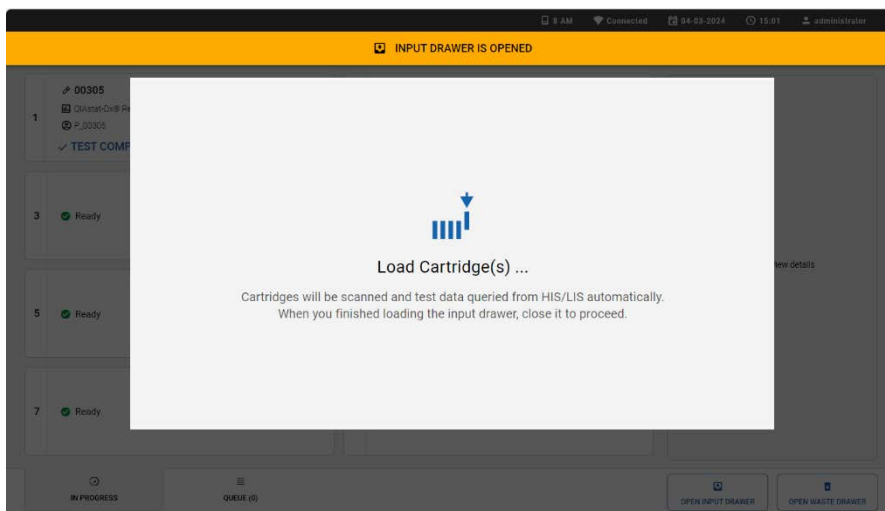 8 AM Connected 04-03-2024 15:01 administrator
INPUT DRAWER IS OPENED
1
00305
QIAstat-Dx® Re
P_00305
TEST COMP
3 Ready
Load Cartridge(s) ...
Cartridges will be scanned and test data queried from HIS/LIS automatically.
When you finished loading the input drawer, close it to proceed.
details
5 Ready
7 Ready
IN PROGRESS
QUEUE (0)
OPEN INPUT DRAWER
OPEN WASTE DRAWER